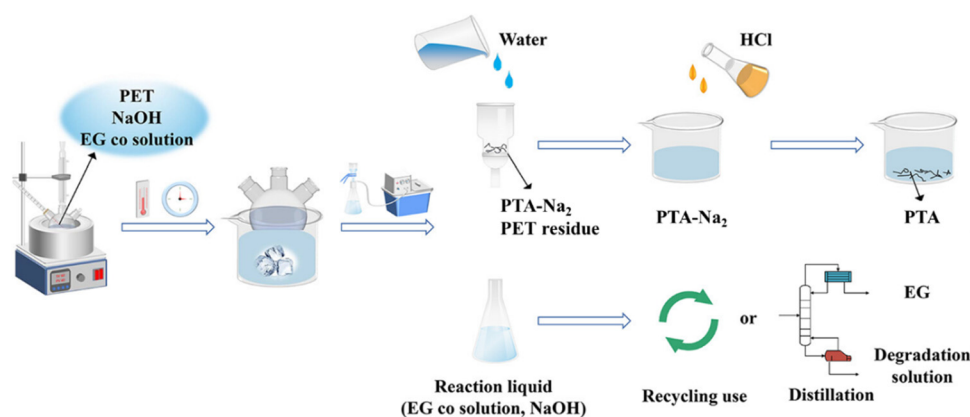 PET
NaOH
EG co solution
Water
HCl
PTA-Na₂
PET residue
PTA-Na₂
PTA
Reaction liquid
(EG co solution, NaOH)
Recycling use
or
Distillation
EG
Degradation
solution